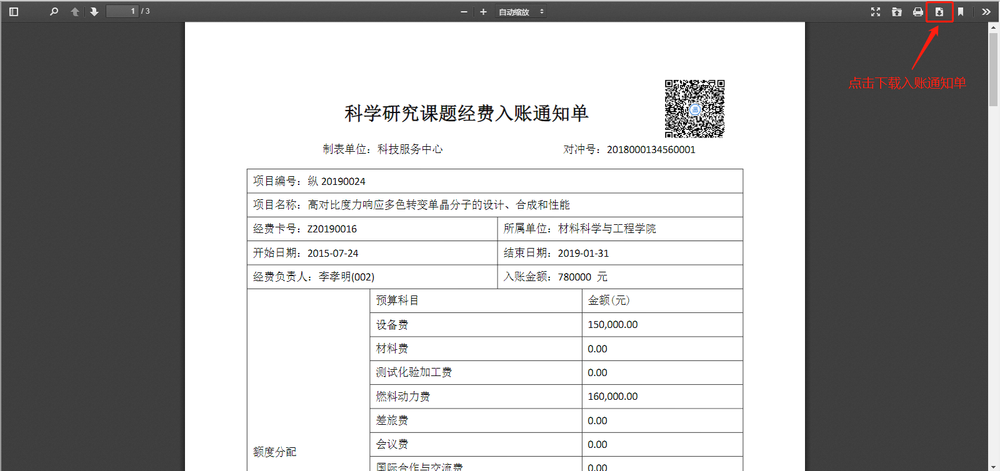 1 / 3 自动缩放
点击下载入账通知单
科学研究课题经费入账通知单
制表单位：科技服务中心 对冲号：2018000134560001
项目编号：纵 20190024
项目名称：高对比度力响应多色转变单晶分子的设计、合成和性能
经费卡号：Z20190016 所属单位：材料科学与工程学院
开始日期：2015-07-24 结束日期：2019-01-31
经费负责人：李孝明(002) 入账金额：780000 元
预算科目 金额(元)
设备费 150,000.00
材料费 0.00
测试化验加工费 0.00
燃料动力费 160,000.00
差旅费 0.00
会议费 0.00
额度分配
国际合作与交流费 0.00